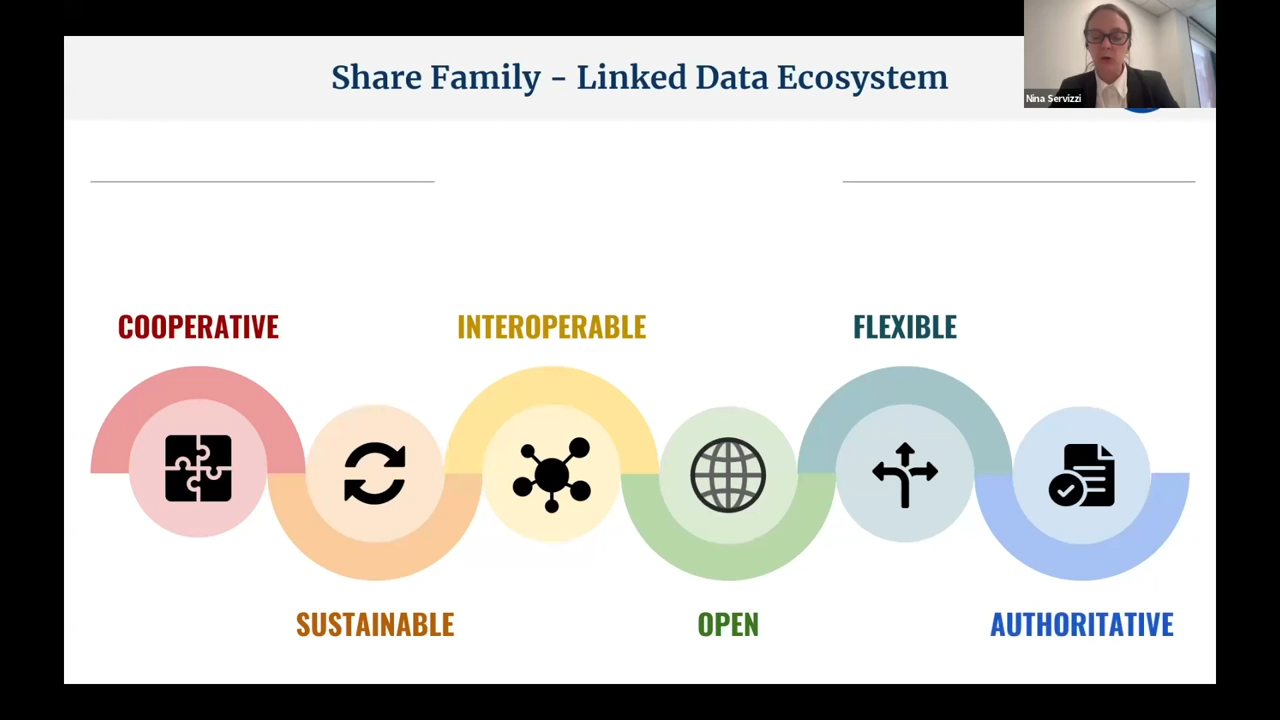 Share Family - Linked Data Ecosystem
Nina Servizzi
COOPERATIVE
INTEROPERABLE
FLEXIBLE
SUSTAINABLE
OPEN
AUTHORITATIVE